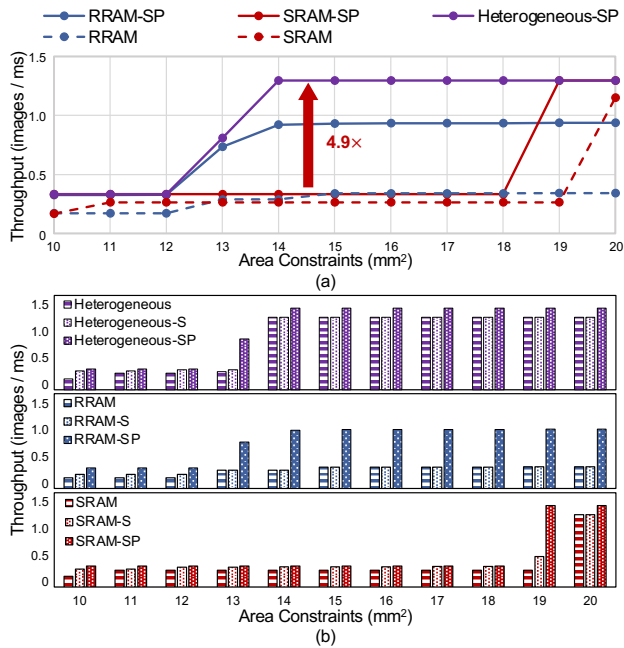 RRAM-SP SRAM-SP Heterogeneous-SP
RRAM SRAM
Throughput (images / ms)
1.5
1.0
0.5
0
4.9×
10 11 12 13 14 15 16 17 18 19 20
Area Constraints (mm²)
(a)
Throughput (images / ms)
1.5
1.0
0.5
0
Heterogeneous
Heterogeneous-S
Heterogeneous-SP
1.5
1.0
0.5
0
RRAM
RRAM-S
RRAM-SP
1.5
1.0
0.5
0
SRAM
SRAM-S
SRAM-SP
10 11 12 13 14 15 16 17 18 19 20
Area Constraints (mm²)
(b)